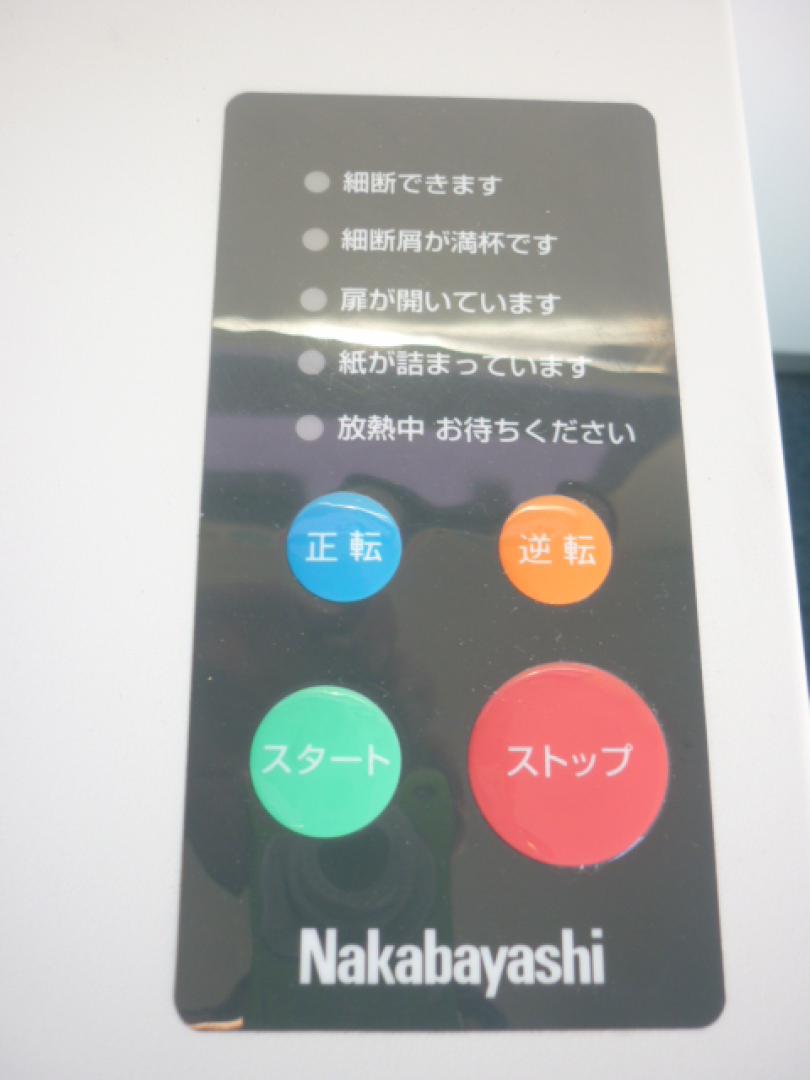 細断できます
細断屑が満杯です
扉が開いています
紙が詰まっています
放熱中 お待ちください
正転 逆転
スタート ストップ
Nakabayashi